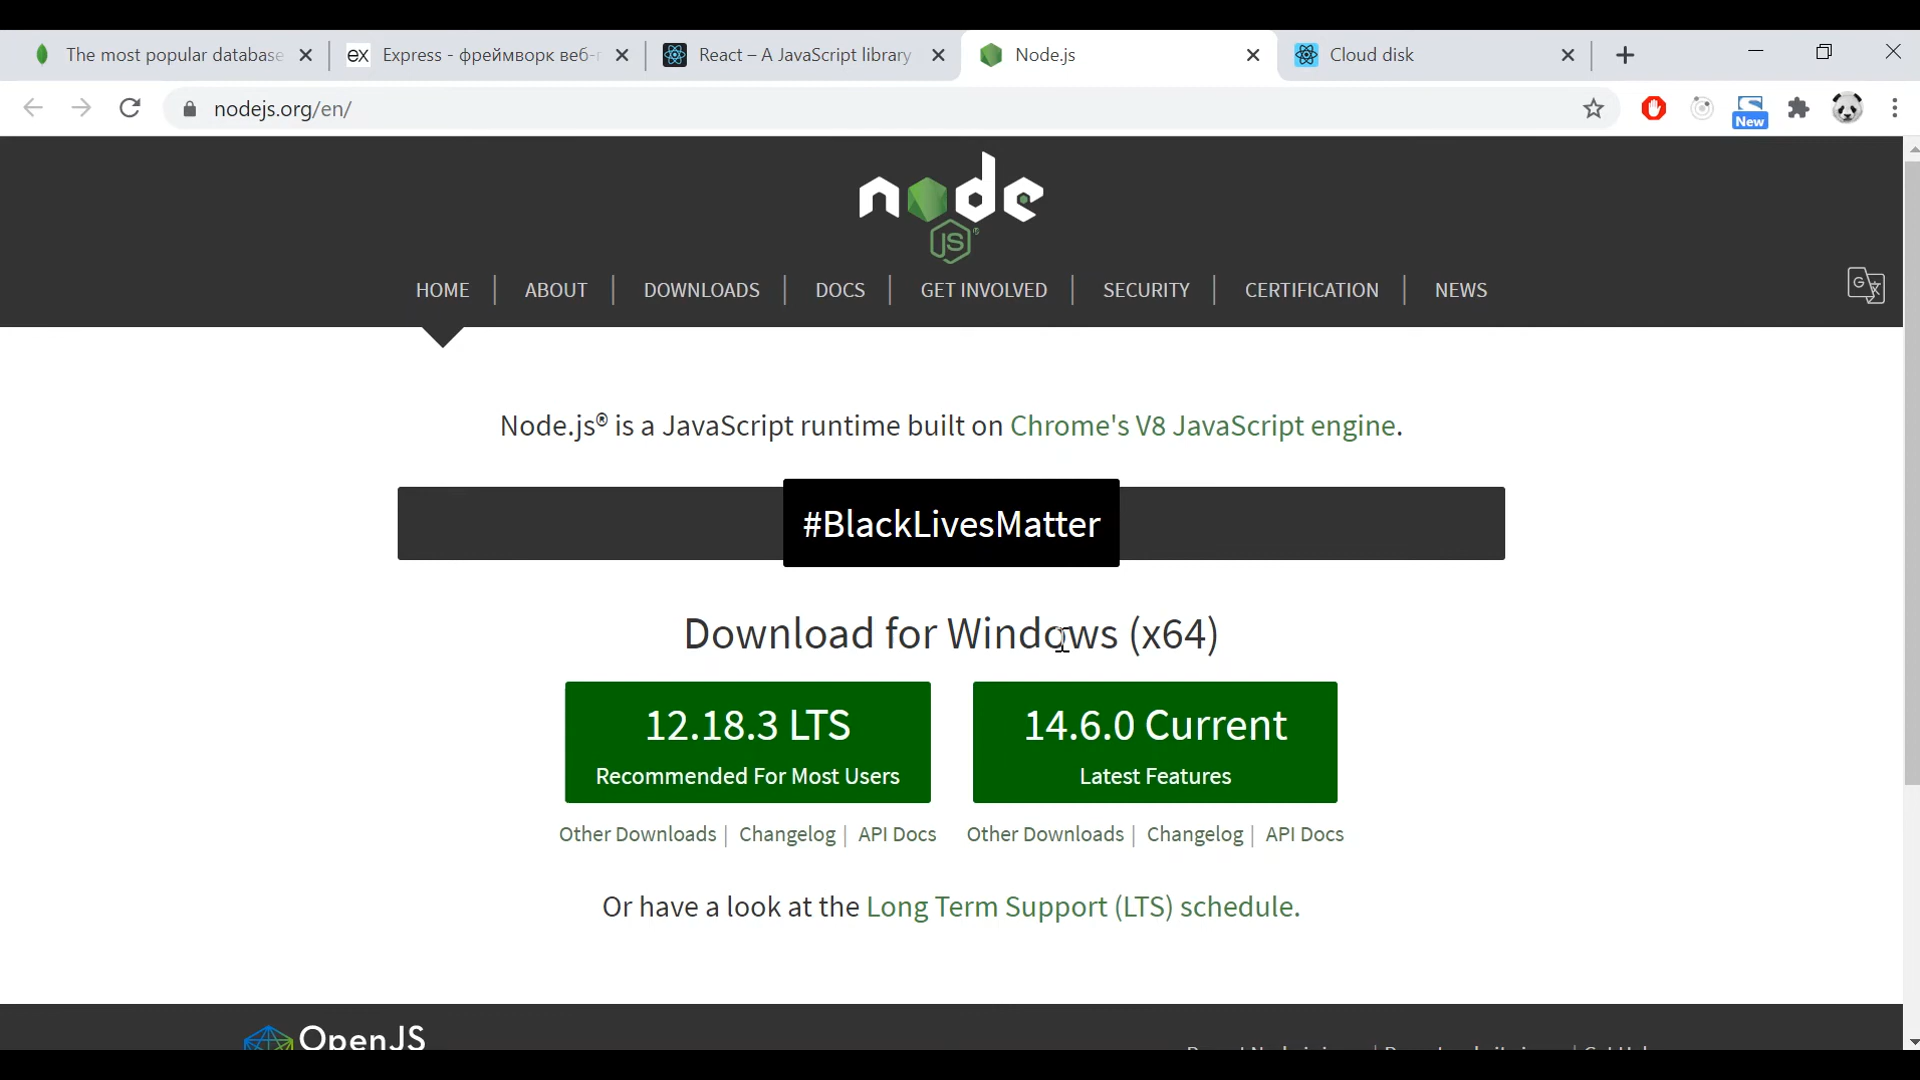 The most popular database
Express - фреймворк веб-
React – A JavaScript library
Node.js
Cloud disk
nodejs.org/en/
New
node
JS
HOME
ABOUT
DOWNLOADS
DOCS
GET INVOLVED
SECURITY
CERTIFICATION
NEWS
Node.js® is a JavaScript runtime built on Chrome's V8 JavaScript engine.
#BlackLivesMatter
Download for Windows (x64)
12.18.3 LTS
Recommended For Most Users
14.6.0 Current
Latest Features
Other Downloads | Changelog | API Docs
Other Downloads | Changelog | API Docs
Or have a look at the Long Term Support (LTS) schedule.
OpenJS